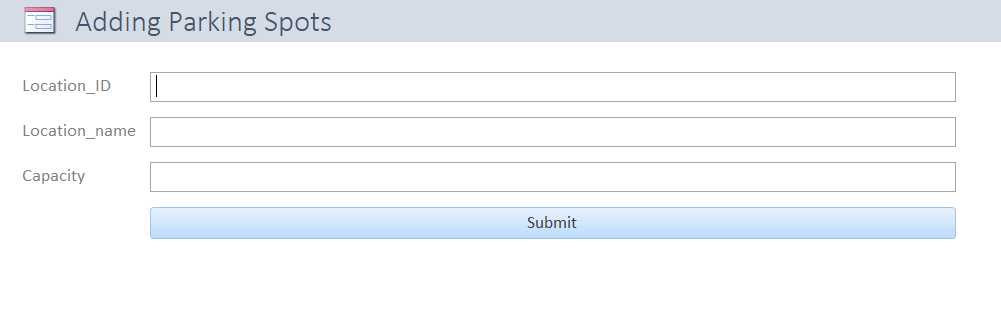 Adding Parking Spots
Location_ID
Location_name
Capacity
Submit